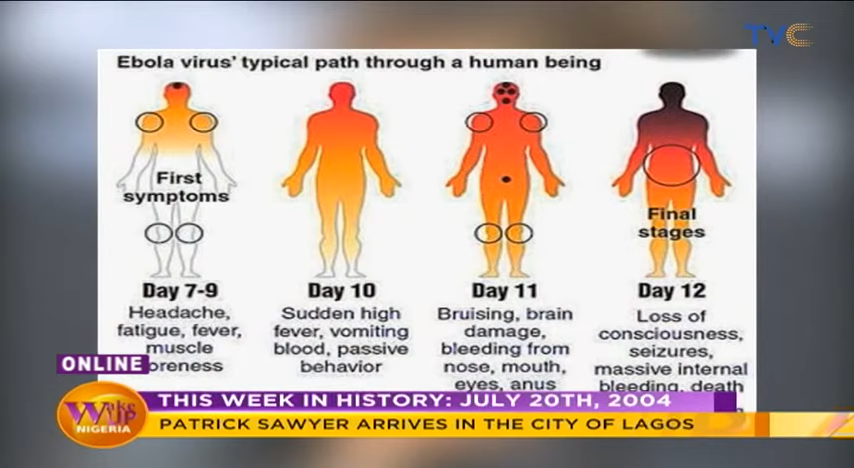 TVC
Ebola virus' typical path through a human being
First
symptoms
Final
stages
Day 7-9
Day 10
Day 11
Day 12
Headache,
fatigue, fever,
muscle
oreness
Sudden high
fever, vomiting
blood, passive
behavior
Bruising, brain
damage,
bleeding from
nose, mouth,
eyes, anus
Loss of
consciousness,
seizures,
massive internal
bleeding, death
ONLINE
Wake
Up
NIGERIA
THIS WEEK IN HISTORY: JULY 20TH, 2004
PATRICK SAWYER ARRIVES IN THE CITY OF LAGOS